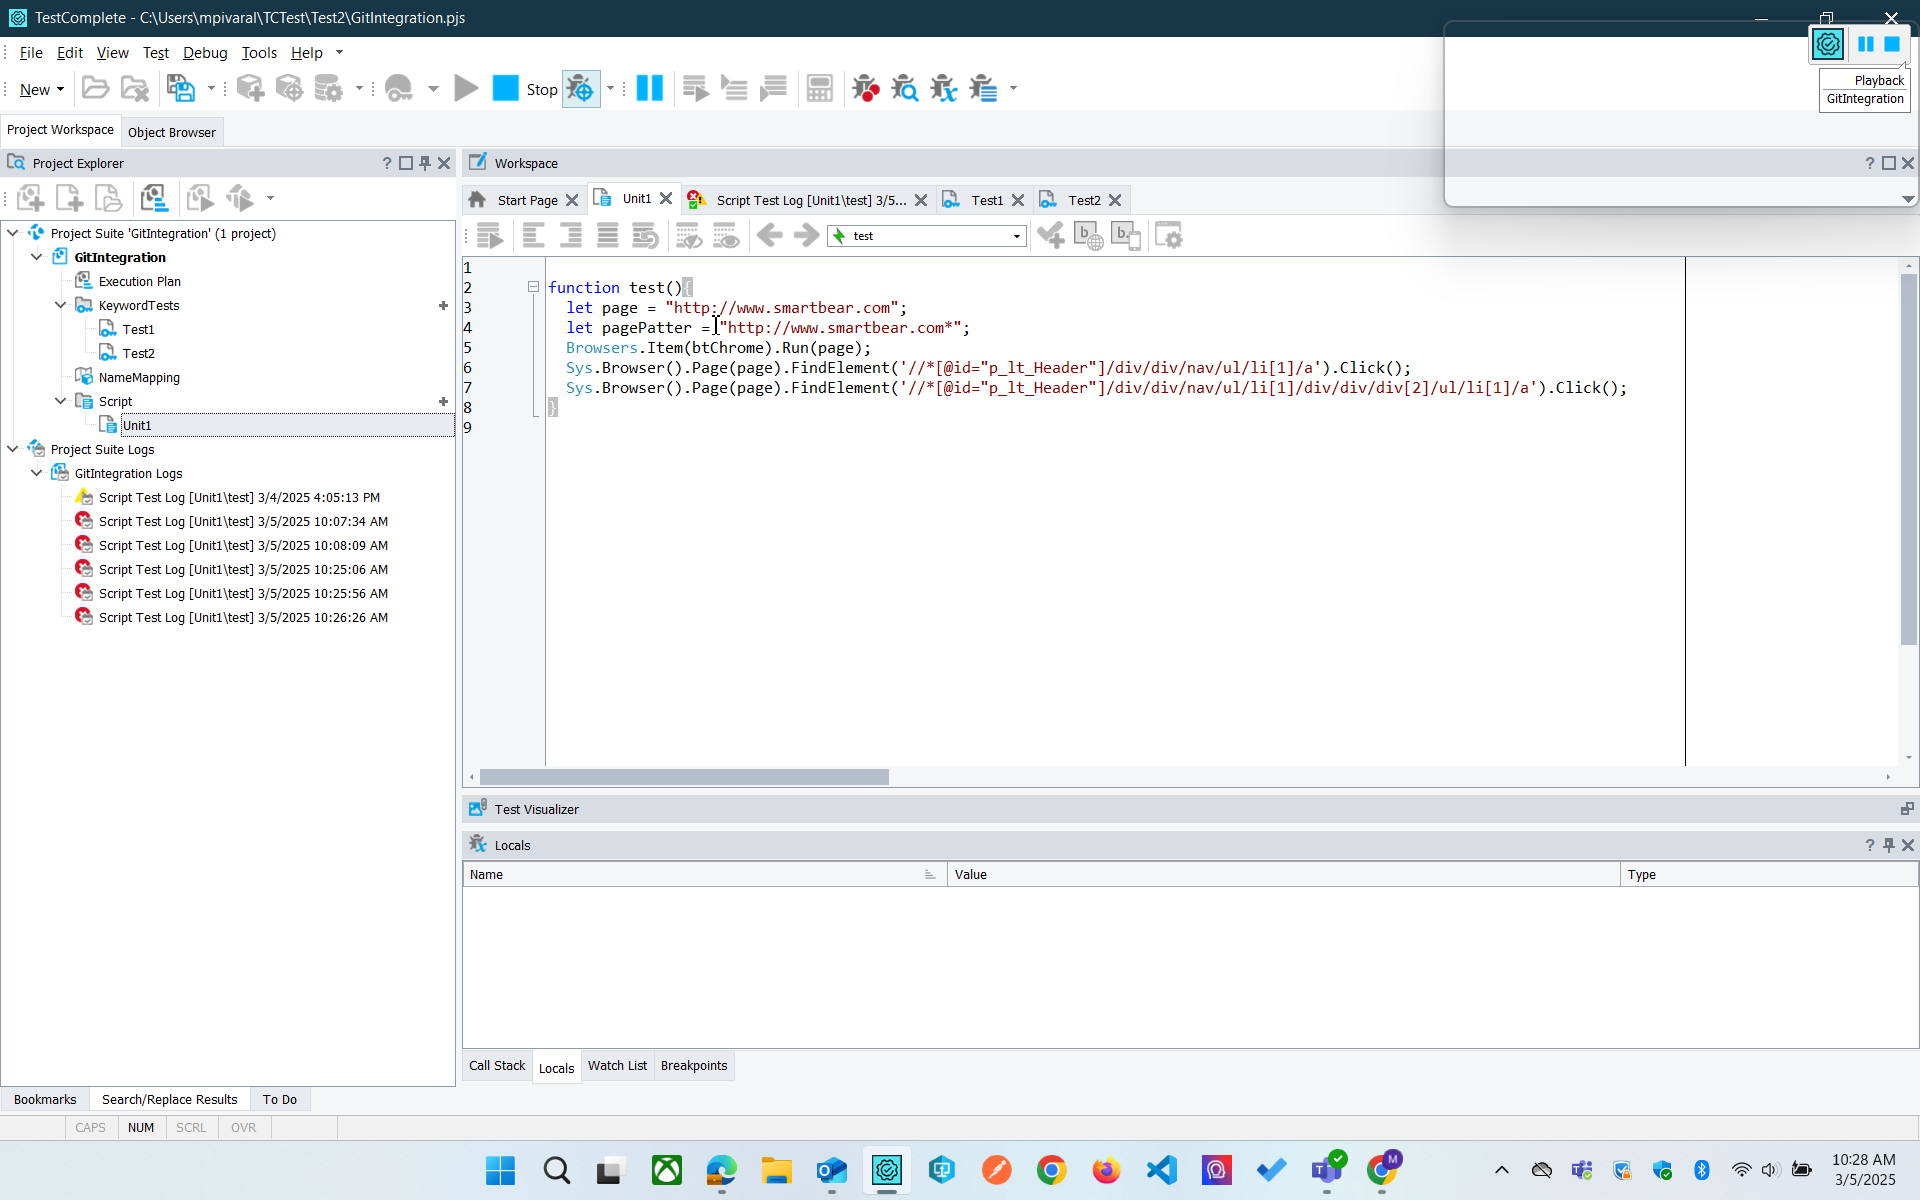 TestComplete - C:\Users\mpivaral\TCTest\Test2\GitIntegration.pjs
File Edit View Test Debug Tools Help
New Stop
Playback
GitIntegration
Project Workspace Object Browser
Project Explorer
Workspace
Start Page Unit1 Script Test Log [Unit1\test] 3/5... Test1 Test2
test
Project Suite 'GitIntegration' (1 project)
GitIntegration
Execution Plan
KeywordTests
Test1
Test2
NameMapping
Script
Unit1
Project Suite Logs
GitIntegration Logs
Script Test Log [Unit1\test] 3/4/2025 4:05:13 PM
Script Test Log [Unit1\test] 3/5/2025 10:07:34 AM
Script Test Log [Unit1\test] 3/5/2025 10:08:09 AM
Script Test Log [Unit1\test] 3/5/2025 10:25:06 AM
Script Test Log [Unit1\test] 3/5/2025 10:25:56 AM
Script Test Log [Unit1\test] 3/5/2025 10:26:26 AM
1
2 function test(){
3 let page = "http://www.smartbear.com";
4 let pagePatter = "http://www.smartbear.com*";
5 Browsers.Item(btChrome).Run(page);
6 Sys.Browser().Page(page).FindElement('//*[@id="p_lt_Header"]/div/div/nav/ul/li[1]/a').Click();
7 Sys.Browser().Page(page).FindElement('//*[@id="p_lt_Header"]/div/div/nav/ul/li[1]/div/div/div[2]/ul/li[1]/a').Click();
8 }
9
Test Visualizer
Locals
Name Value Type
Call Stack Locals Watch List Breakpoints
Bookmarks Search/Replace Results To Do
CAPS NUM SCRL OVR
10:28 AM
3/5/2025